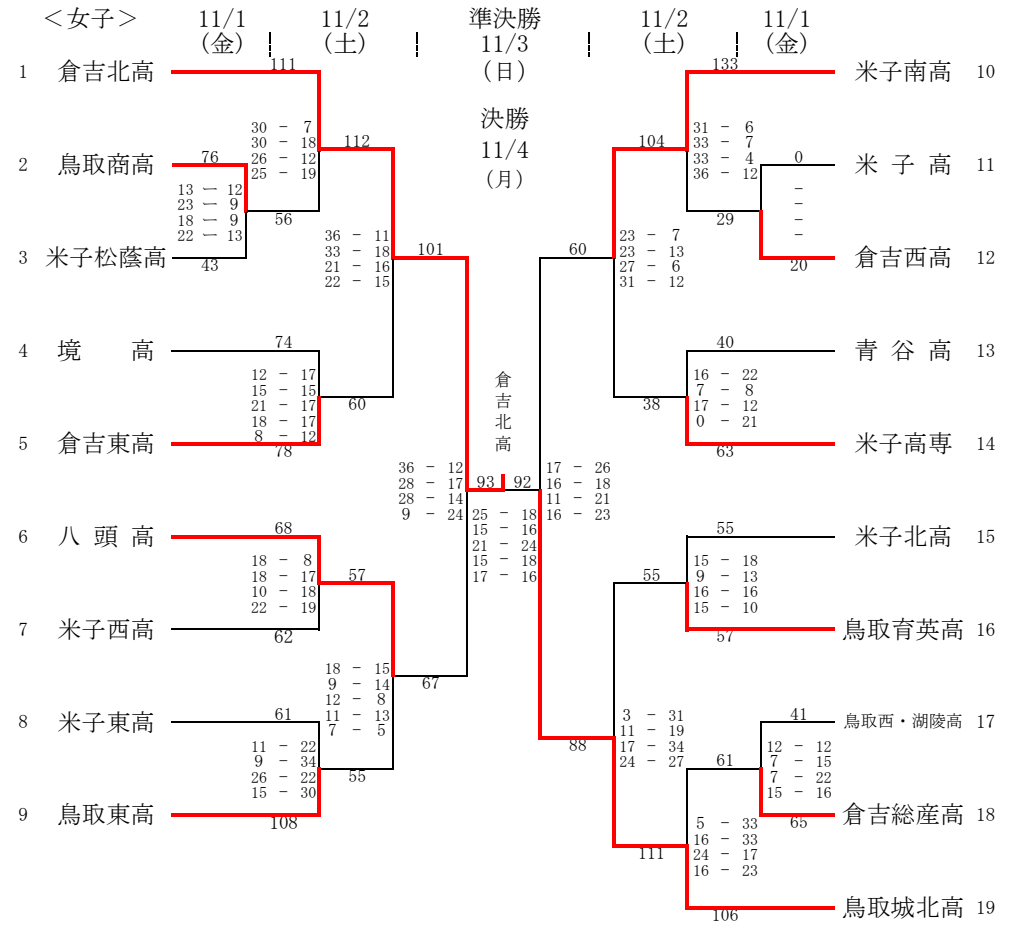 ＜女子＞ 11/1 11/2 準決勝 11/2 11/1
(金) (土) 11/3 (土) (金)
(日)
決勝
11/4
(月)
1 倉吉北高 111
30 － 7
30 － 18
26 － 12
25 － 19
112
2 鳥取商高 76
13 ー 12
23 ー 9
18 ー 9
22 ー 13
56
3 米子松蔭高 43
36 － 11
33 － 18
21 － 16
22 － 15
101
4 境 高 74
12 － 17
15 － 15
21 － 17
18 － 17
8 － 12
60
5 倉吉東高 78
36 － 12
28 － 17
28 － 14
9 － 24
6 八頭高 68
18 － 8
18 － 17
10 － 18
22 － 19
57
7 米子西高 62
18 － 15
9 － 14
12 － 8
11 － 13
7 － 5
67
8 米子東高 61
11 － 22
9 － 34
26 － 22
15 － 30
55
9 鳥取東高 108
倉吉北高
93 92
25 － 18
15 － 16
21 － 24
15 － 18
17 － 16
133 米子南高 10
104
31 － 6
33 － 7
33 － 4
36 － 12
0 米子高 11
－
－
－
－
29
20 倉吉西高 12
60
23 － 7
23 － 13
27 － 6
31 － 12
40 青谷高 13
16 － 22
7 － 8
17 － 12
0 － 21
38
63 米子高専 14
17 － 26
16 － 18
11 － 21
16 － 23
55 米子北高 15
15 － 18
9 － 13
16 － 16
15 － 10
55
57 鳥取育英高 16
88
3 － 31
11 － 19
17 － 34
24 － 27
41 鳥取西・湖陵高 17
12 － 12
7 － 15
7 － 22
15 － 16
61
65 倉吉総産高 18
5 － 33
16 － 33
24 － 17
16 － 23
111
106 鳥取城北高 19